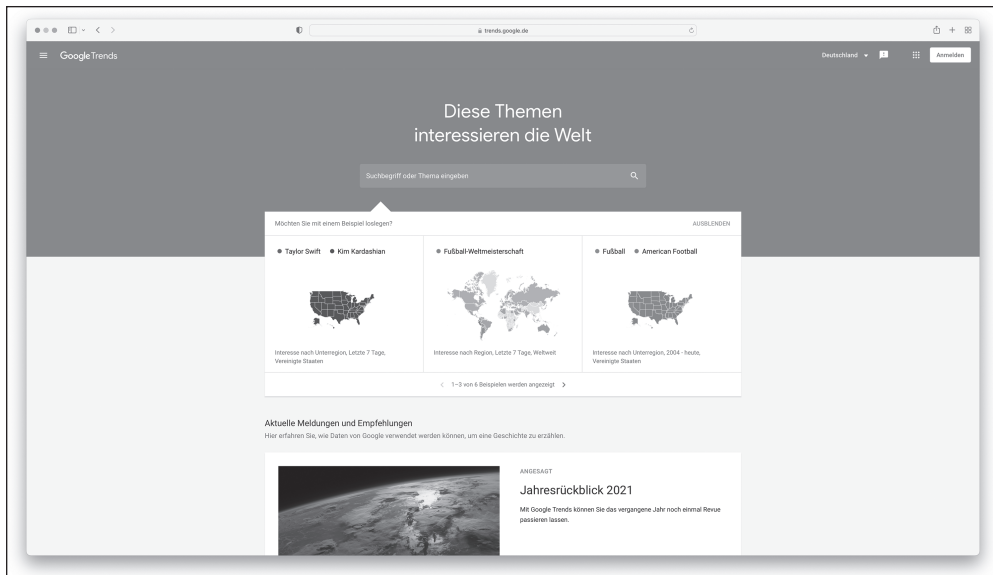 trends.google.de
Google Trends
Deutschland
Anmelden
Diese Themen
interessieren die Welt
Suchbegriff oder Thema eingeben
Möchten Sie mit einem Beispiel loslegen?
AUSBLENDEN
Taylor Swift Kim Kardashian
Fußball-Weltmeisterschaft
Fußball American Football
Interesse nach Unterregion, Letzte 7 Tage,
Vereinigte Staaten
Interesse nach Region, Letzte 7 Tage, Weltweit
Interesse nach Unterregion, 2004 - heute,
Vereinigte Staaten
1–3 von 6 Beispielen werden angezeigt
Aktuelle Meldungen und Empfehlungen
Hier erfahren Sie, wie Daten von Google verwendet werden können, um eine Geschichte zu erzählen.
ANGESAGT
Jahresrückblick 2021
Mit Google Trends können Sie das vergangene Jahr noch einmal Revue
passieren lassen.